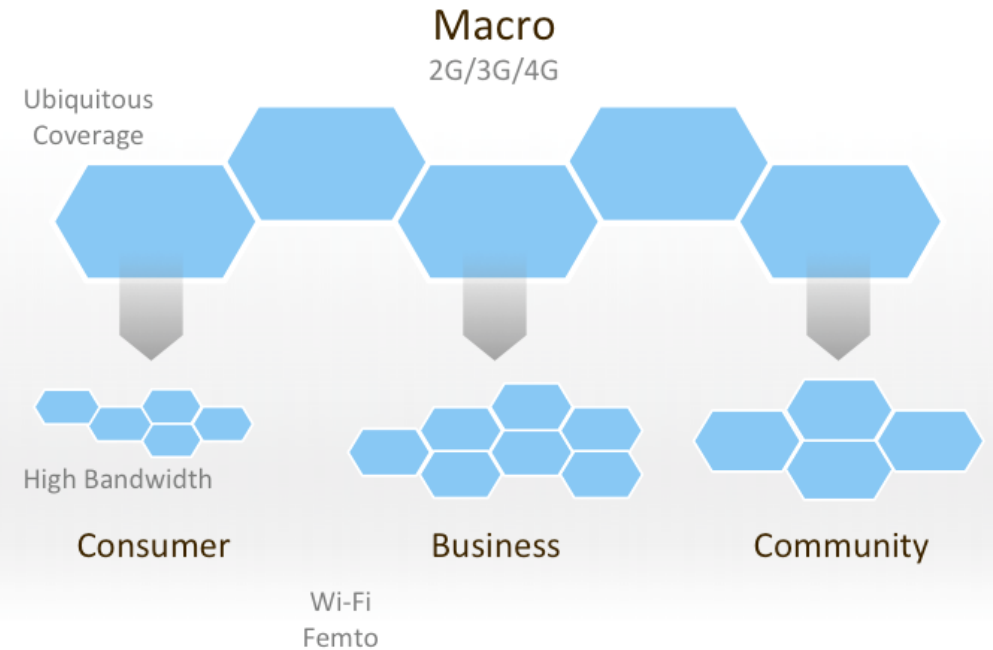 Macro
2G/3G/4G
Ubiquitous
Coverage
High Bandwidth
Consumer
Business
Community
Wi-Fi
Femto